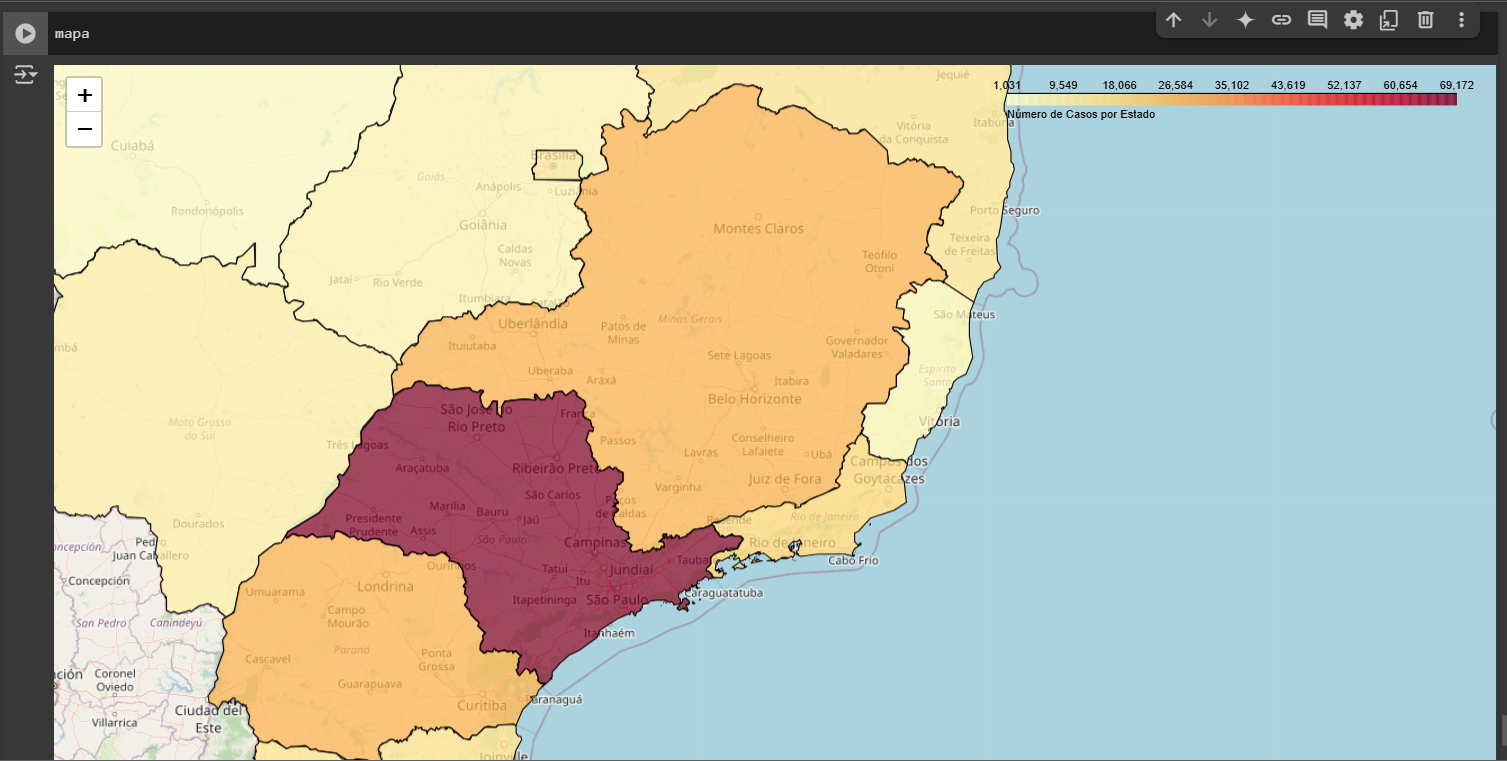 mapa
+
−
1,031 9,549 18,066 26,584 35,102 43,619 52,137 60,654 69,172
Número de Casos por Estado
Jequié
Itabuna
Vitória
da Conquista
Cuiabá
Brasília
Goiás
Anápolis
Luziânia
Rondonópolis
Porto Seguro
Goiânia
Montes Claros
Teixeira
de Freitas
Caldas
Novas
Teófilo
Otoni
Jataí
Rio Verde
Itumbiara
Catalão
São Mateus
Uberlândia
Patos de
Minas
Minas Gerais
Ituiutaba
Governador
Valadares
mbá
Sete Lagoas
Uberaba
Araxá
Itabira
Espírito
Santo
Belo Horizonte
São José do
Rio Preto
Franca
Vitória
Mato Grosso
do Sul
Passos
Conselheiro
Lafaiete
Três Lagoas
Lavras
Ubá
Campos dos
Goytacazes
Araçatuba
Ribeirão Preto
Varginha
Juiz de Fora
São Carlos
Poços
de Caldas
Marília
Bauru
Jaú
Presidente
Prudente
Assis
Resende
Rio de Janeiro
Dourados
São Paulo
Campinas
Rio de Janeiro
Pedro
Juan Caballero
oncepción
Cabo Frio
Ourinhos
Tatuí
Jundiaí
Taubaté
Concepción
Londrina
Itu
Umuarama
Itapetininga
São Paulo
Caraguatatuba
Campo
Mourão
San Pedro
Canindeyú
Itanhaém
Paraná
Cascavel
Ponta
Grossa
Guarapuava
ción
Coronel
Oviedo
Curitiba
Paranaguá
Ciudad del
Este
Villarrica
Joinville